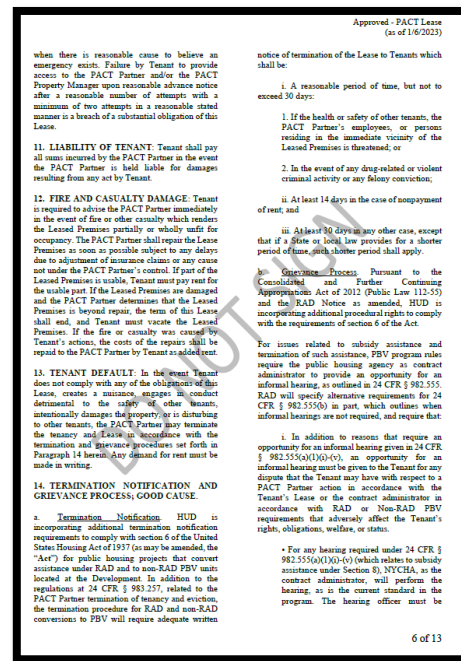 Approved - PACT Lease
(as of 1/6/2023)
when there is reasonable cause to believe an
emergency exists. Failure by Tenant to provide
access to the PACT Partner and/or the PACT
Property Manager upon reasonable advance notice
after a reasonable number of attempts with a
minimum of two attempts in a reasonable stated
manner is a breach of a substantial obligation of this
Lease.
11. LIABILITY OF TENANT: Tenant shall pay
all sums incurred by the PACT Partner in the event
the PACT Partner is held liable for damages
resulting from any act by Tenant.
12. FIRE AND CASUALTY DAMAGE: Tenant
is required to advise the PACT Partner immediately
in the event of fire or other casualty which renders
the Leased Premises partially or wholly unfit for
occupancy. The PACT Partner shall repair the Lease
Premises as soon as possible subject to any delays
due to adjustment of insurance claims or any cause
not under the PACT Partner's control. If part of the
Leased Premises is usable, Tenant must pay rent for
the usable part. If the Leased Premises are damaged
and the PACT Partner determines that the Leased
Premises is beyond repair, the term of this Lease
shall end, and Tenant must vacate the Leased
Premises. If the fire or casualty was caused by
Tenant's actions, the costs of the repairs shall be
repaid to the PACT Partner by Tenant as added rent.
13. TENANT DEFAULT: In the event Tenant
does not comply with any of the obligations of this
Lease, creates a nuisance, engages in conduct
detrimental to the safety of other tenants,
intentionally damages the property, or is disturbing
to other tenants, the PACT Partner may terminate
the tenancy and Lease in accordance with the
termination and grievance procedures set forth in
Paragraph 14 herein. Any demand for rent must be
made in writing.
14. TERMINATION NOTIFICATION AND
GRIEVANCE PROCESS; GOOD CAUSE.
a. Termination Notification. HUD is
incorporating additional termination notification
requirements to comply with section 6 of the United
States Housing Act of 1937 (as may be amended, the
"Act") for public housing projects that convert
assistance under RAD and to non-RAD PBV units
located at the Development. In addition to the
regulations at 24 CFR § 983.257, related to the
PACT Partner termination of tenancy and eviction,
the termination procedure for RAD and non-RAD
conversions to PBV will require adequate written
notice of termination of the Lease to Tenants which
shall be:
i. A reasonable period of time, but not to
exceed 30 days:
1. If the health or safety of other tenants, the
PACT Partner's employees, or persons
residing in the immediate vicinity of the
Leased Premises is threatened; or
2. In the event of any drug-related or violent
criminal activity or any felony conviction;
ii. At least 14 days in the case of nonpayment
of rent; and
iii. At least 30 days in any other case, except
that if a State or local law provides for a shorter
period of time, such shorter period shall apply.
b. Grievance Process. Pursuant to the
Consolidated and Further Continuing
Appropriations Act of 2012 (Public Law 112-55)
and the RAD Notice as amended, HUD is
incorporating additional procedural rights to comply
with the requirements of section 6 of the Act.
For issues related to subsidy assistance and
termination of such assistance, PBV program rules
require the public housing agency as contract
administrator to provide an opportunity for an
informal hearing, as outlined in 24 CFR § 982.555.
RAD will specify alternative requirements for 24
CFR § 982.555(b) in part, which outlines when
informal hearings are not required, and require that:
i. In addition to reasons that require an
opportunity for an informal hearing given in 24 CFR
§ 982.555(a)(1)(i)-(v), an opportunity for an
informal hearing must be given to the Tenant for any
dispute that the Tenant may have with respect to a
PACT Partner action in accordance with the
Tenant's Lease or the contract administrator in
accordance with RAD or Non-RAD PBV
requirements that adversely affect the Tenant's
rights, obligations, welfare, or status.
• For any hearing required under 24 CFR §
982.555(a)(1)(i)-(v) (which relates to subsidy
assistance under Section 8), NYCHA, as the
contract administrator, will perform the
hearing, as is the current standard in the
program. The hearing officer must be
DO NOT SIGN
6 of 13